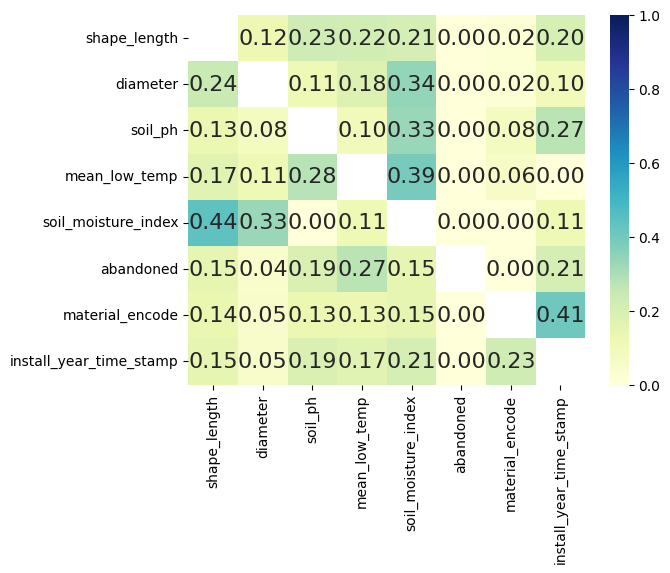 shape_length 0.12 0.23 0.22 0.21 0.00 0.02 0.20
diameter 0.24 0.11 0.18 0.34 0.00 0.02 0.10
soil_ph 0.13 0.08 0.10 0.33 0.00 0.08 0.27
mean_low_temp 0.17 0.11 0.28 0.39 0.00 0.06 0.00
soil_moisture_index 0.44 0.33 0.00 0.11 0.00 0.00 0.11
abandoned 0.15 0.04 0.19 0.27 0.15 0.00 0.21
material_encode 0.14 0.05 0.13 0.13 0.15 0.00 0.41
install_year_time_stamp 0.15 0.05 0.19 0.17 0.21 0.00 0.23
shape_length
diameter
soil_ph
mean_low_temp
soil_moisture_index
abandoned
material_encode
install_year_time_stamp
1.0
0.8
0.6
0.4
0.2
0.0